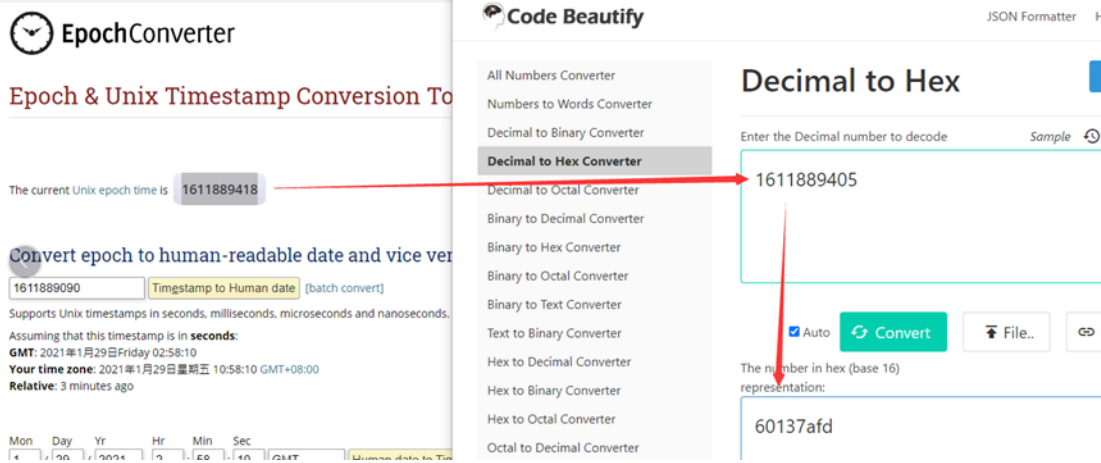 EpochConverter
Epoch & Unix Timestamp Conversion To
The current Unix epoch time is 1611889418
Convert epoch to human-readable date and vice ver
1611889090 Timestamp to Human date [batch convert]
Supports Unix timestamps in seconds, milliseconds, microseconds and nanoseconds.
Assuming that this timestamp is in seconds:
GMT: 2021年1月29日Friday 02:58:10
Your time zone: 2021年1月29日星期五 10:58:10 GMT+08:00
Relative: 3 minutes ago
Mon Day Yr Hr Min Sec
1 / 29 / 2021 2 : 58 : 10 GMT Human date to Tim
Code Beautify
JSON Formatter
All Numbers Converter
Numbers to Words Converter
Decimal to Binary Converter
Decimal to Hex Converter
Decimal to Octal Converter
Binary to Decimal Converter
Binary to Hex Converter
Binary to Octal Converter
Binary to Text Converter
Text to Binary Converter
Hex to Decimal Converter
Hex to Binary Converter
Hex to Octal Converter
Octal to Decimal Converter
Decimal to Hex
Enter the Decimal number to decode Sample
1611889405
Auto Convert File..
The number in hex (base 16)
representation:
60137afd